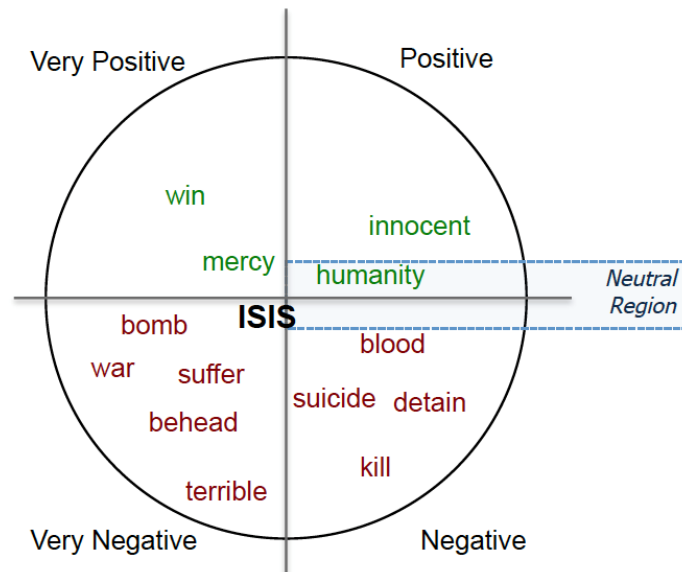 Very Positive
Positive
win
innocent
mercy
humanity
Neutral
Region
ISIS
bomb
blood
war
suffer
suicide
detain
behead
kill
terrible
Very Negative
Negative